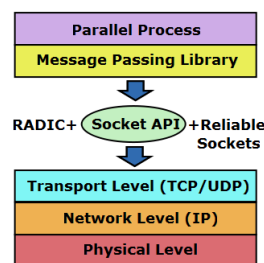 Parallel Process
Message Passing Library
RADIC+ Socket API +Reliable
Sockets
Transport Level (TCP/UDP)
Network Level (IP)
Physical Level